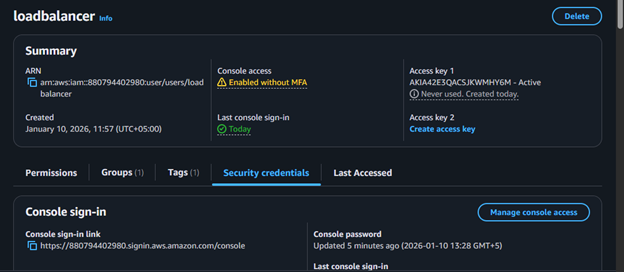 loadbalancer Info
Delete
Summary
ARN
arn:aws:iam::880794402980:user/users/load
balancer
Console access
Enabled without MFA
Access key 1
AKIA42E3QACSJKWMHY6M - Active
Never used. Created today.
Created
January 10, 2026, 11:57 (UTC+05:00)
Last console sign-in
Today
Access key 2
Create access key
Permissions
Groups (1)
Tags (1)
Security credentials
Last Accessed
Console sign-in
Manage console access
Console sign-in link
https://880794402980.signin.aws.amazon.com/console
Console password
Updated 5 minutes ago (2026-01-10 13:28 GMT+5)
Last console sign-in